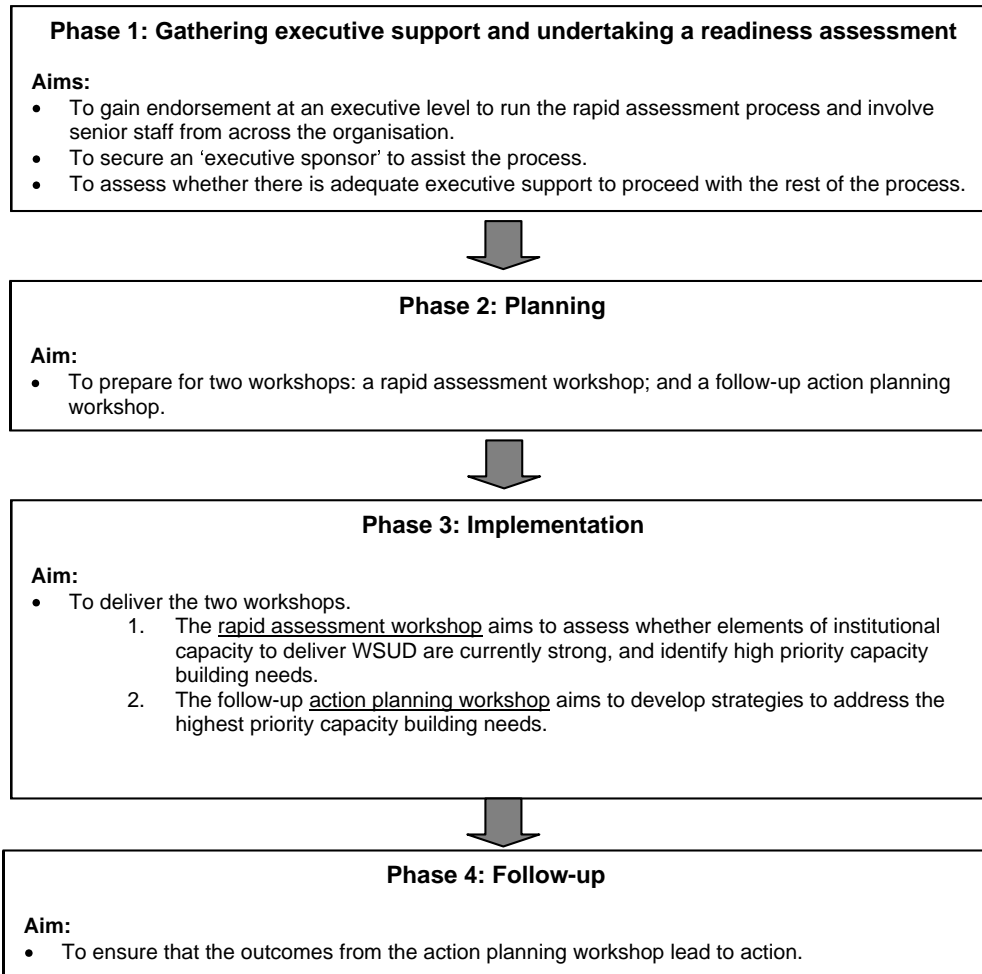 Phase 1: Gathering executive support and undertaking a readiness assessment
Aims:
• To gain endorsement at an executive level to run the rapid assessment process and involve
senior staff from across the organisation.
• To secure an ‘executive sponsor’ to assist the process.
• To assess whether there is adequate executive support to proceed with the rest of the process.
Phase 2: Planning
Aim:
• To prepare for two workshops: a rapid assessment workshop; and a follow-up action planning
workshop.
Phase 3: Implementation
Aim:
• To deliver the two workshops.
1. The rapid assessment workshop aims to assess whether elements of institutional
capacity to deliver WSUD are currently strong, and identify high priority capacity
building needs.
2. The follow-up action planning workshop aims to develop strategies to address the
highest priority capacity building needs.
Phase 4: Follow-up
Aim:
• To ensure that the outcomes from the action planning workshop lead to action.